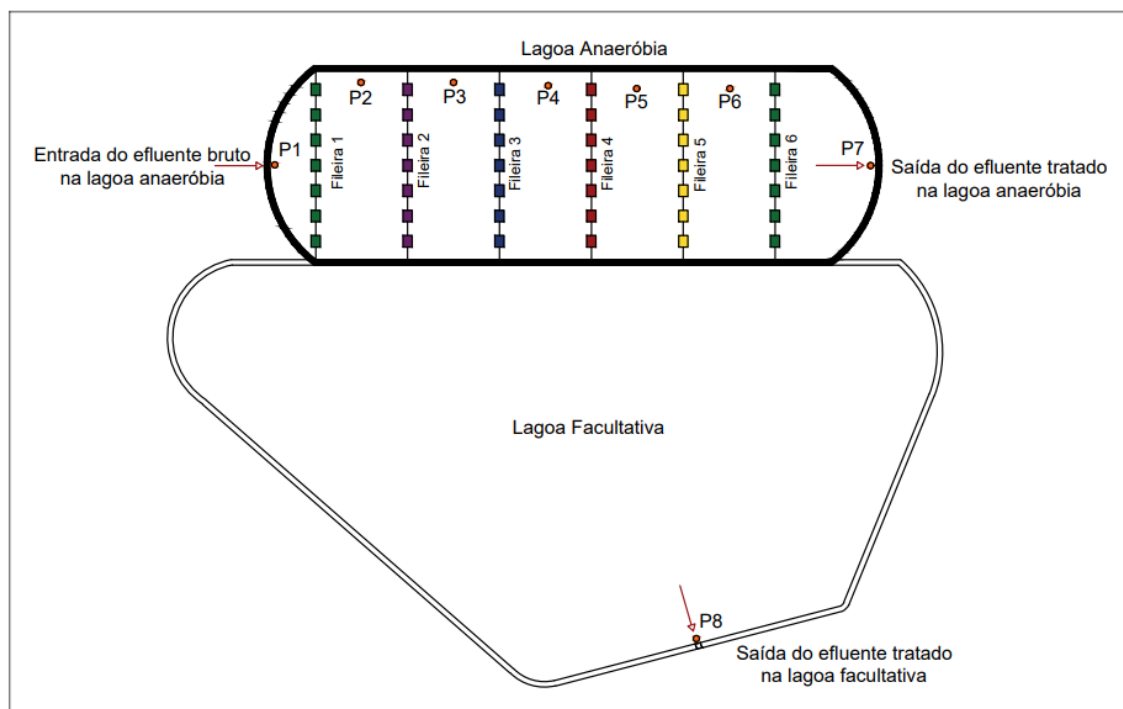 Lagoa Anaeróbia
P2
P3
P4
P5
P6
Entrada do efluente bruto
na lagoa anaeróbia
P1
Fileira 1
Fileira 2
Fileira 3
Fileira 4
Fileira 5
Fileira 6
P7
Saída do efluente tratado
na lagoa anaeróbia
Lagoa Facultativa
P8
Saída do efluente tratado
na lagoa facultativa